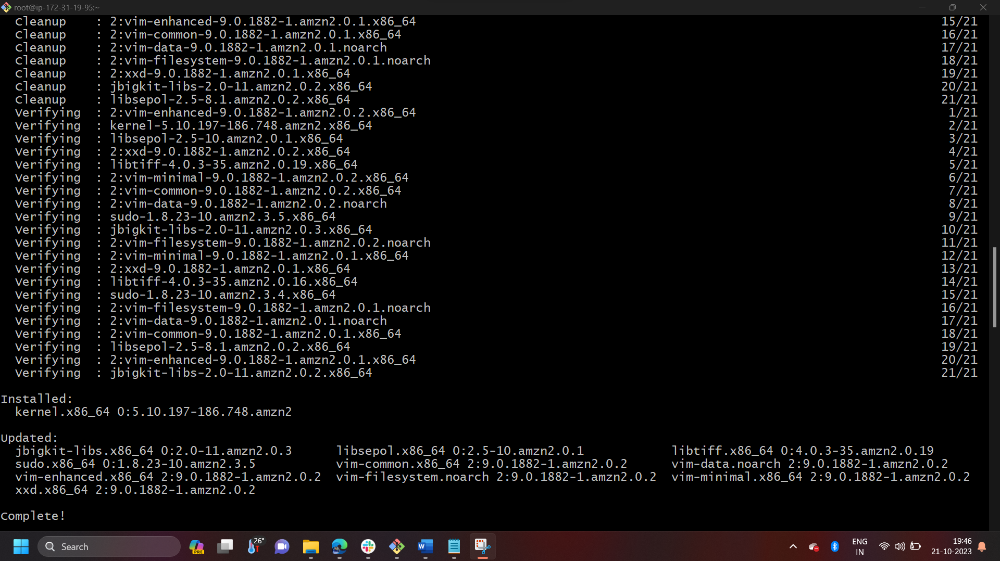 root@ip-172-31-19-95:~
Cleanup : 2:vim-enhanced-9.0.1882-1.amzn2.0.1.x86_64 15/21
Cleanup : 2:vim-common-9.0.1882-1.amzn2.0.1.x86_64 16/21
Cleanup : 2:vim-data-9.0.1882-1.amzn2.0.1.noarch 17/21
Cleanup : 2:vim-filesystem-9.0.1882-1.amzn2.0.1.noarch 18/21
Cleanup : 2:xxd-9.0.1882-1.amzn2.0.1.x86_64 19/21
Cleanup : jbigkit-libs-2.0-11.amzn2.0.2.x86_64 20/21
Cleanup : libsepol-2.5-8.1.amzn2.0.2.x86_64 21/21
Verifying : 2:vim-enhanced-9.0.1882-1.amzn2.0.2.x86_64 1/21
Verifying : kernel-5.10.197-186.748.amzn2.x86_64 2/21
Verifying : libsepol-2.5-10.amzn2.0.1.x86_64 3/21
Verifying : 2:xxd-9.0.1882-1.amzn2.0.2.x86_64 4/21
Verifying : libtiff-4.0.3-35.amzn2.0.19.x86_64 5/21
Verifying : 2:vim-minimal-9.0.1882-1.amzn2.0.2.x86_64 6/21
Verifying : 2:vim-common-9.0.1882-1.amzn2.0.2.x86_64 7/21
Verifying : 2:vim-data-9.0.1882-1.amzn2.0.2.noarch 8/21
Verifying : sudo-1.8.23-10.amzn2.3.5.x86_64 9/21
Verifying : jbigkit-libs-2.0-11.amzn2.0.3.x86_64 10/21
Verifying : 2:vim-filesystem-9.0.1882-1.amzn2.0.2.noarch 11/21
Verifying : 2:vim-minimal-9.0.1882-1.amzn2.0.1.x86_64 12/21
Verifying : 2:xxd-9.0.1882-1.amzn2.0.1.x86_64 13/21
Verifying : libtiff-4.0.3-35.amzn2.0.16.x86_64 14/21
Verifying : sudo-1.8.23-10.amzn2.3.4.x86_64 15/21
Verifying : 2:vim-filesystem-9.0.1882-1.amzn2.0.1.noarch 16/21
Verifying : 2:vim-data-9.0.1882-1.amzn2.0.1.noarch 17/21
Verifying : 2:vim-common-9.0.1882-1.amzn2.0.1.x86_64 18/21
Verifying : libsepol-2.5-8.1.amzn2.0.2.x86_64 19/21
Verifying : 2:vim-enhanced-9.0.1882-1.amzn2.0.1.x86_64 20/21
Verifying : jbigkit-libs-2.0-11.amzn2.0.2.x86_64 21/21
Installed:
kernel.x86_64 0:5.10.197-186.748.amzn2
Updated:
jbigkit-libs.x86_64 0:2.0-11.amzn2.0.3 libsepol.x86_64 0:2.5-10.amzn2.0.1 libtiff.x86_64 0:4.0.3-35.amzn2.0.19
sudo.x86_64 0:1.8.23-10.amzn2.3.5 vim-common.x86_64 2:9.0.1882-1.amzn2.0.2 vim-data.noarch 2:9.0.1882-1.amzn2.0.2
vim-enhanced.x86_64 2:9.0.1882-1.amzn2.0.2 vim-filesystem.noarch 2:9.0.1882-1.amzn2.0.2 vim-minimal.x86_64 2:9.0.1882-1.amzn2.0.2
xxd.x86_64 2:9.0.1882-1.amzn2.0.2
Complete!
Search PRE 26° W ENG 19:46
IN 21-10-2023